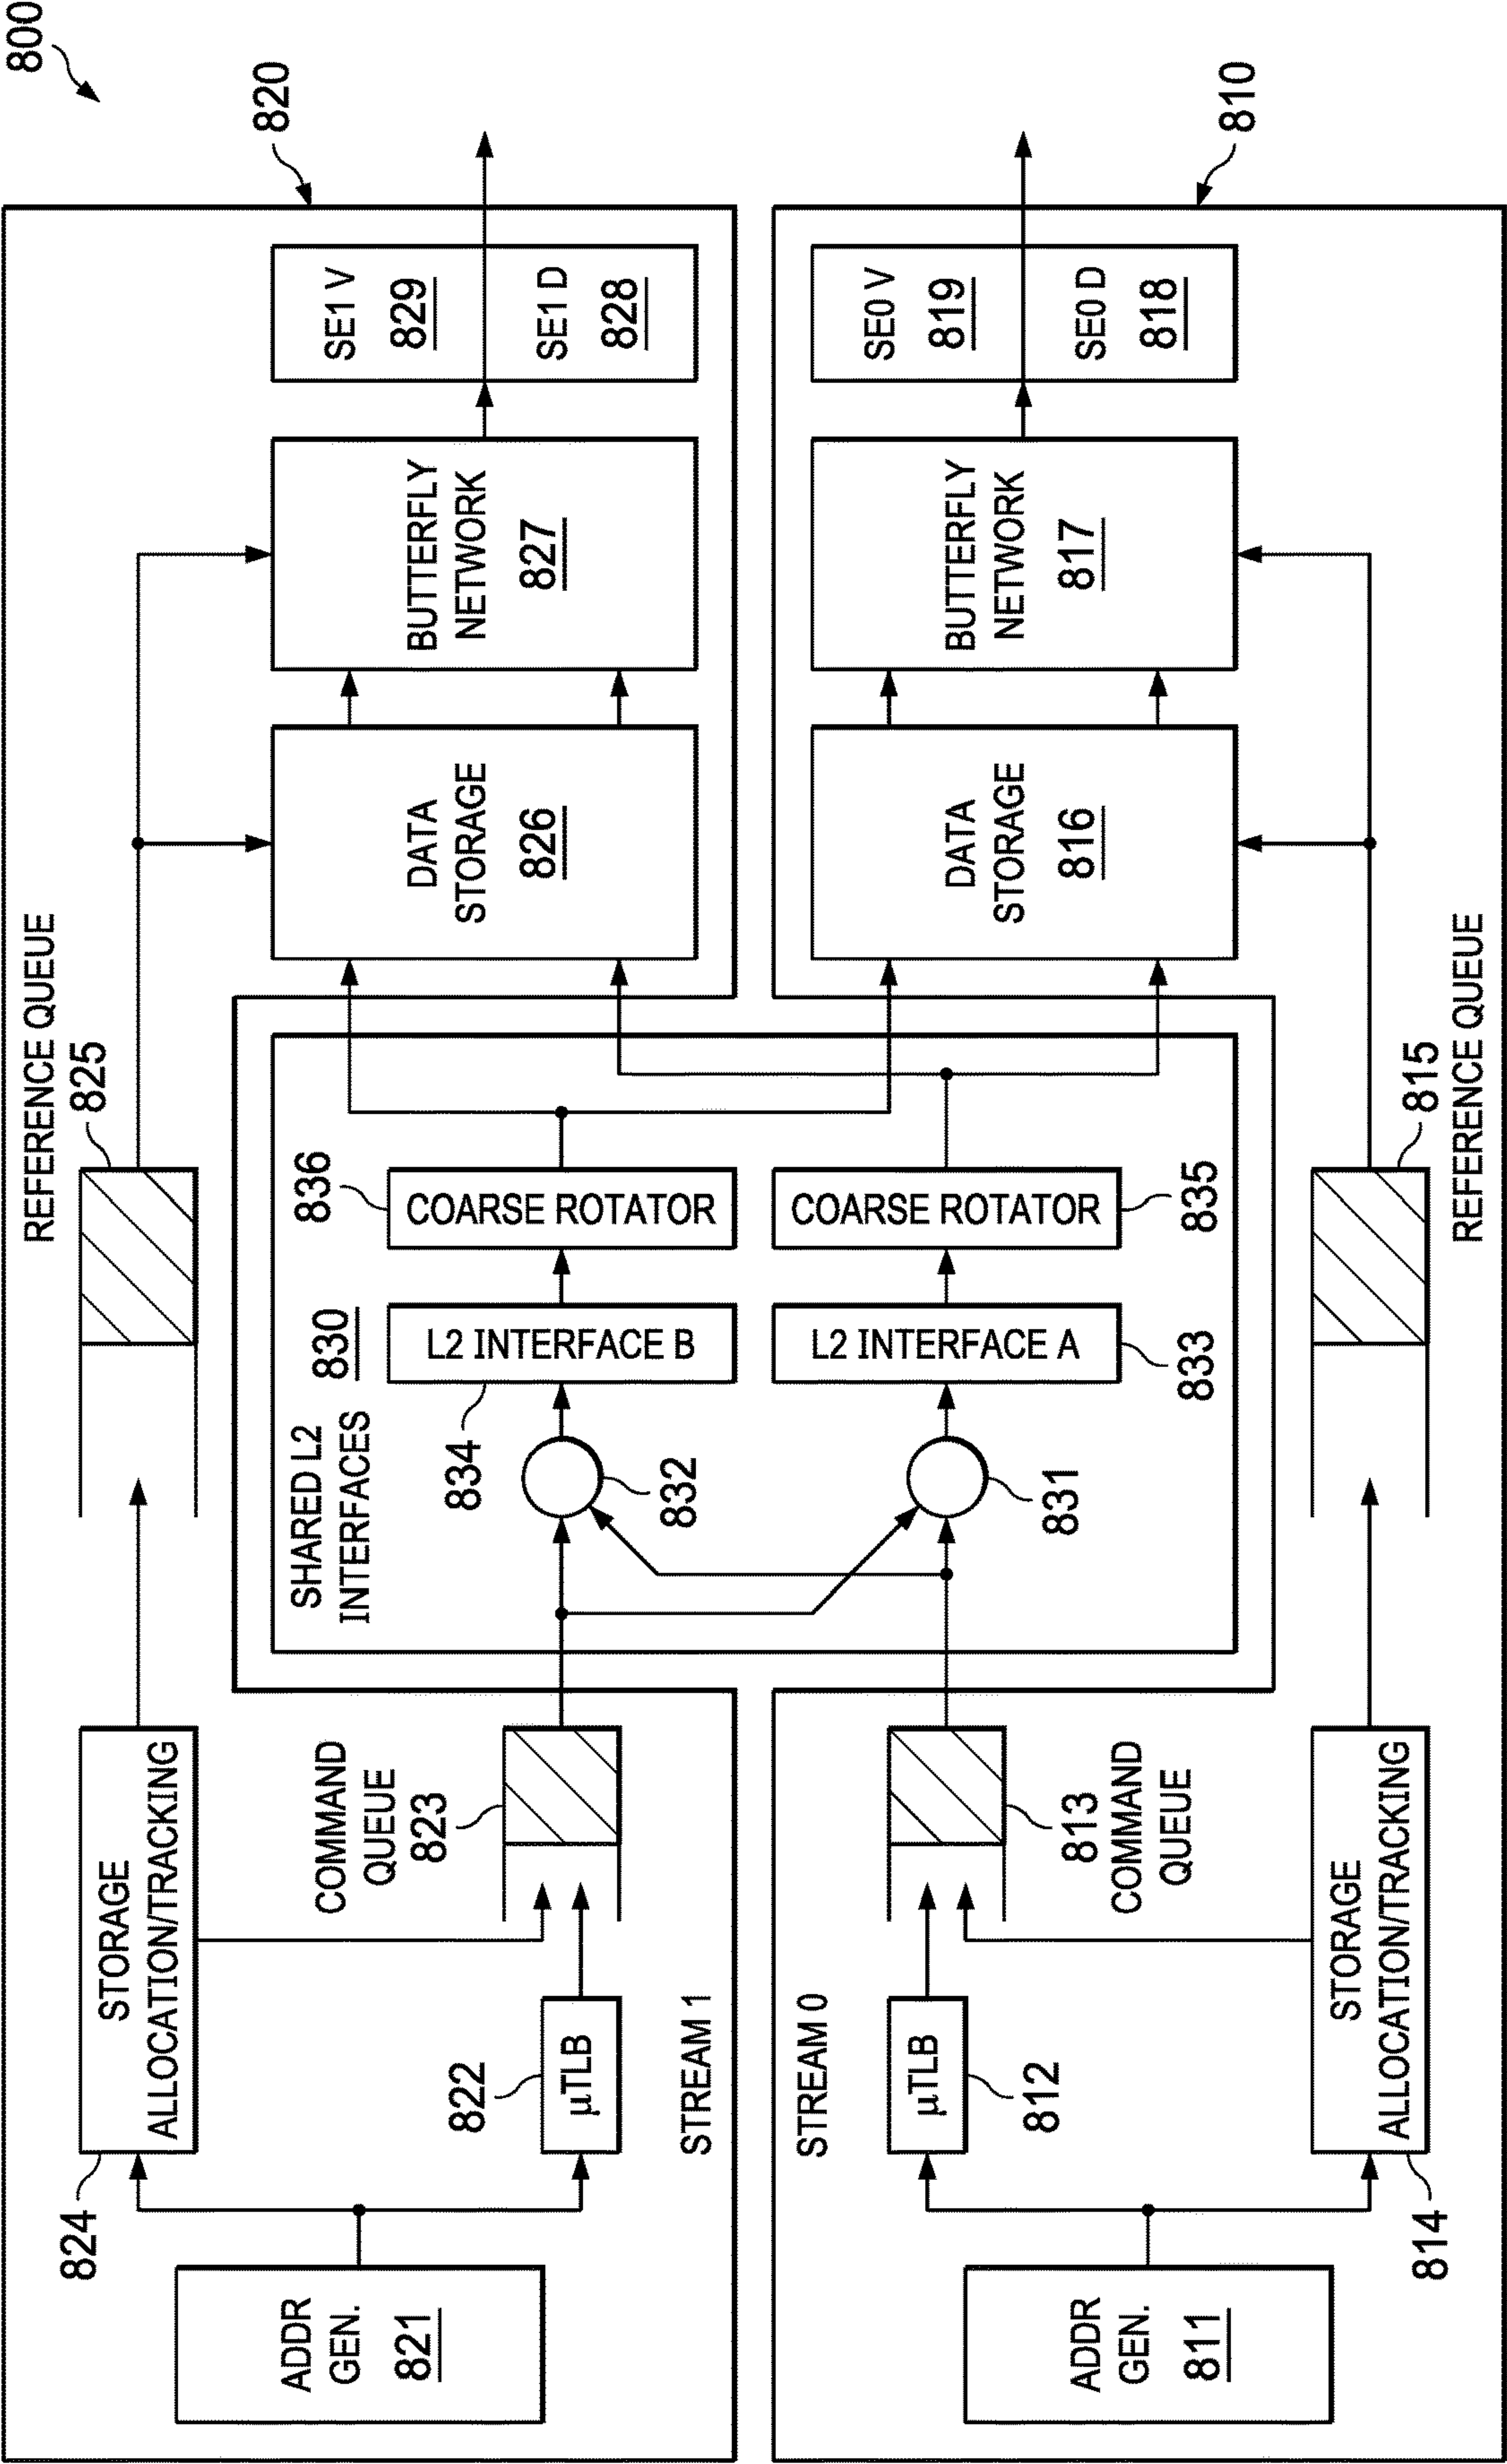 800
820
ADDR
GEN.
821
824
STORAGE
ALLOCATION/TRACKING
822
µTLB
STREAM 1
COMMAND
QUEUE
823
REFERENCE QUEUE
825
SHARED L2
INTERFACES
830
832
834
L2 INTERFACE B
836
COARSE ROTATOR
831
L2 INTERFACE A
833
COARSE ROTATOR
835
DATA
STORAGE
826
BUTTERFLY
NETWORK
827
SE1 V
829
SE1 D
828
810
STREAM 0
ADDR
GEN.
811
µTLB
812
STORAGE
ALLOCATION/TRACKING
814
813
COMMAND
QUEUE
815
REFERENCE QUEUE
DATA
STORAGE
816
BUTTERFLY
NETWORK
817
SE0 V
819
SE0 D
818